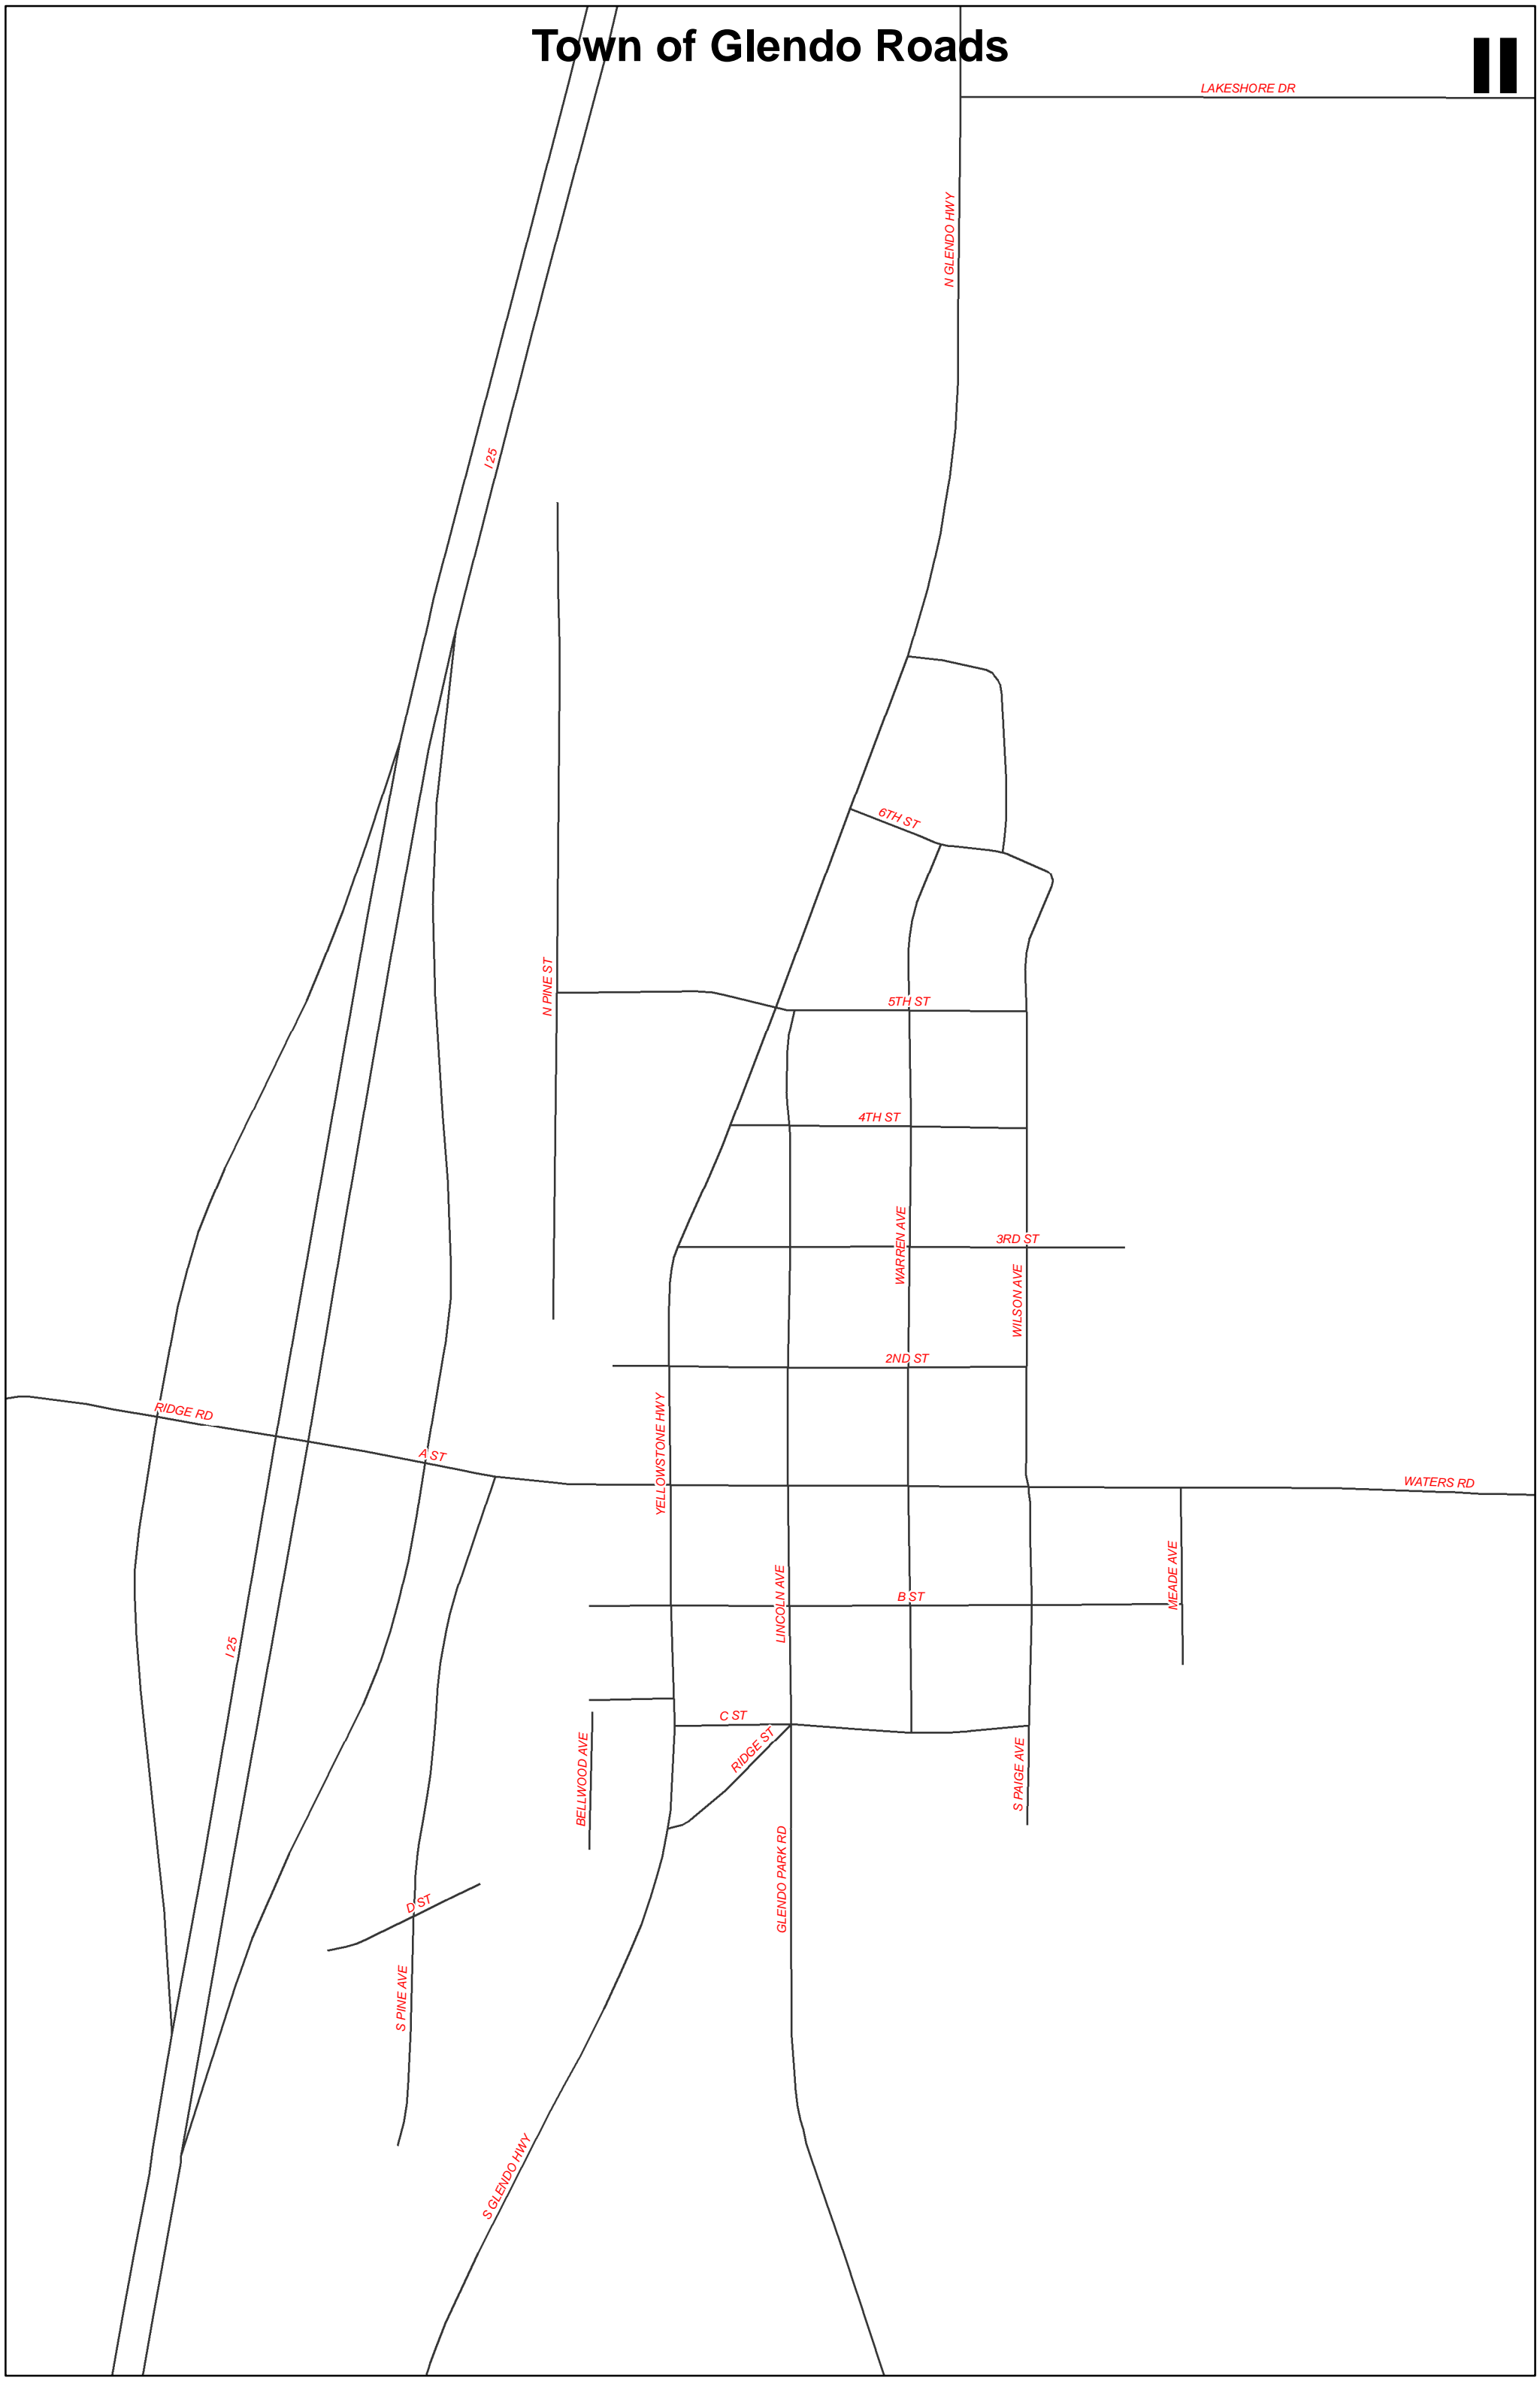 Town of Glendo Roads
II
LAKESHORE DR
N GLENDO HWY
I 25
6TH ST
N PINE ST
5TH ST
4TH ST
WARREN AVE
3RD ST
WILSON AVE
2ND ST
YELLOWSTONE HWY
RIDGE RD
A ST
WATERS RD
MEADE AVE
LINCOLN AVE
B ST
I 25
C ST
RIDGE ST
BELLWOOD AVE
S PAIGE AVE
GLENDO PARK RD
D ST
S PINE AVE
S GLENDO HWY